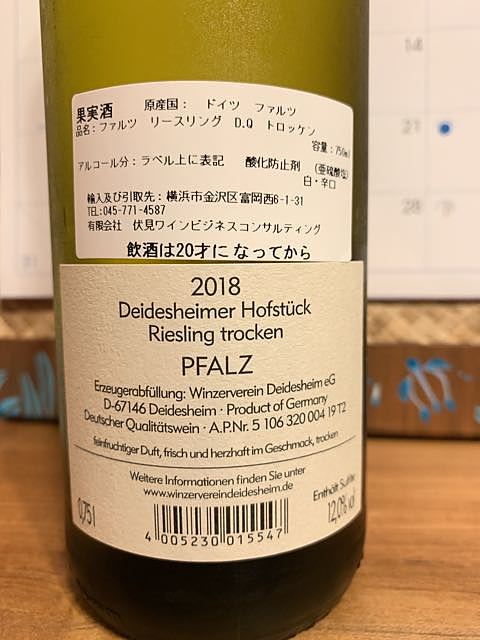 14
21
28
果実酒 原産国： ドイツ ファルツ
品名：ファルツ リースリング D.Q トロッケン
容量：750ml
アルコール分：ラベル上に表記 酸化防止剤 (亜硫酸塩)
白・辛口
輸入及び引取先：横浜市金沢区富岡西6-1-31
TEL:045-771-4587
有限会社 伏見ワインビジネスコンサルティング
飲酒は20才になってから
2018
Deidesheimer Hofstück
Riesling trocken
PFALZ
Erzeugerabfüllung: Winzerverein Deidesheim eG
D-67146 Deidesheim · Product of Germany
Deutscher Qualitätswein · A.P.Nr. 5 106 320 004 19 T2
feinfruchtiger Duft, frisch und herzhaft im Geschmack, trocken
Weitere Informationen finden Sie unter
www.winzervereindeidesheim.de
0,75 l
Enthält Sulfite
12,0% vol
4 005230 015547